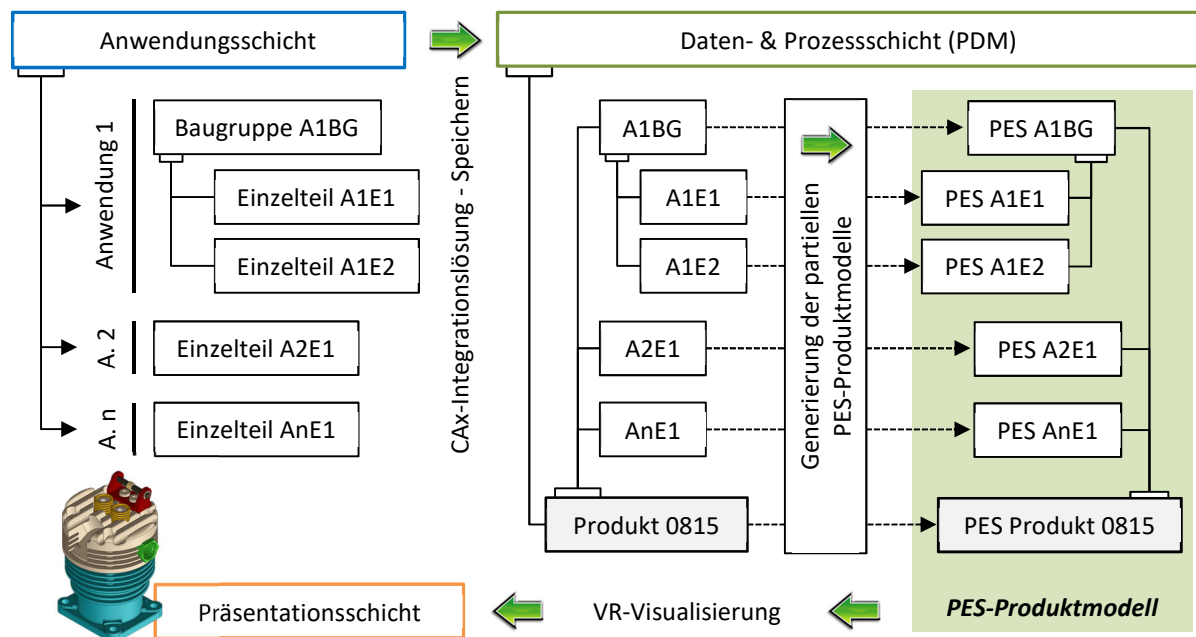 Anwendungsschicht
Daten- & Prozessschicht (PDM)
Anwendung 1
Baugruppe A1BG
Einzelteil A1E1
Einzelteil A1E2
A. 2
Einzelteil A2E1
A. n
Einzelteil AnE1
CAx-Integrationslösung - Speichern
A1BG
A1E1
A1E2
A2E1
AnE1
Produkt 0815
Generierung der partiellen
PES-Produktmodelle
PES A1BG
PES A1E1
PES A1E2
PES A2E1
PES AnE1
PES Produkt 0815
Präsentationsschicht
VR-Visualisierung
PES-Produktmodell